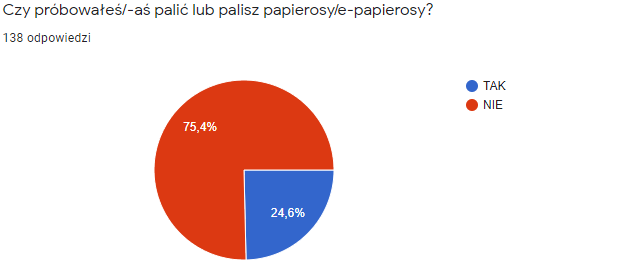 Czy próbowałeś/-aś palić lub palisz papierosy/e-papierosy?
138 odpowiedzi
TAK
NIE
75,4%
24,6%